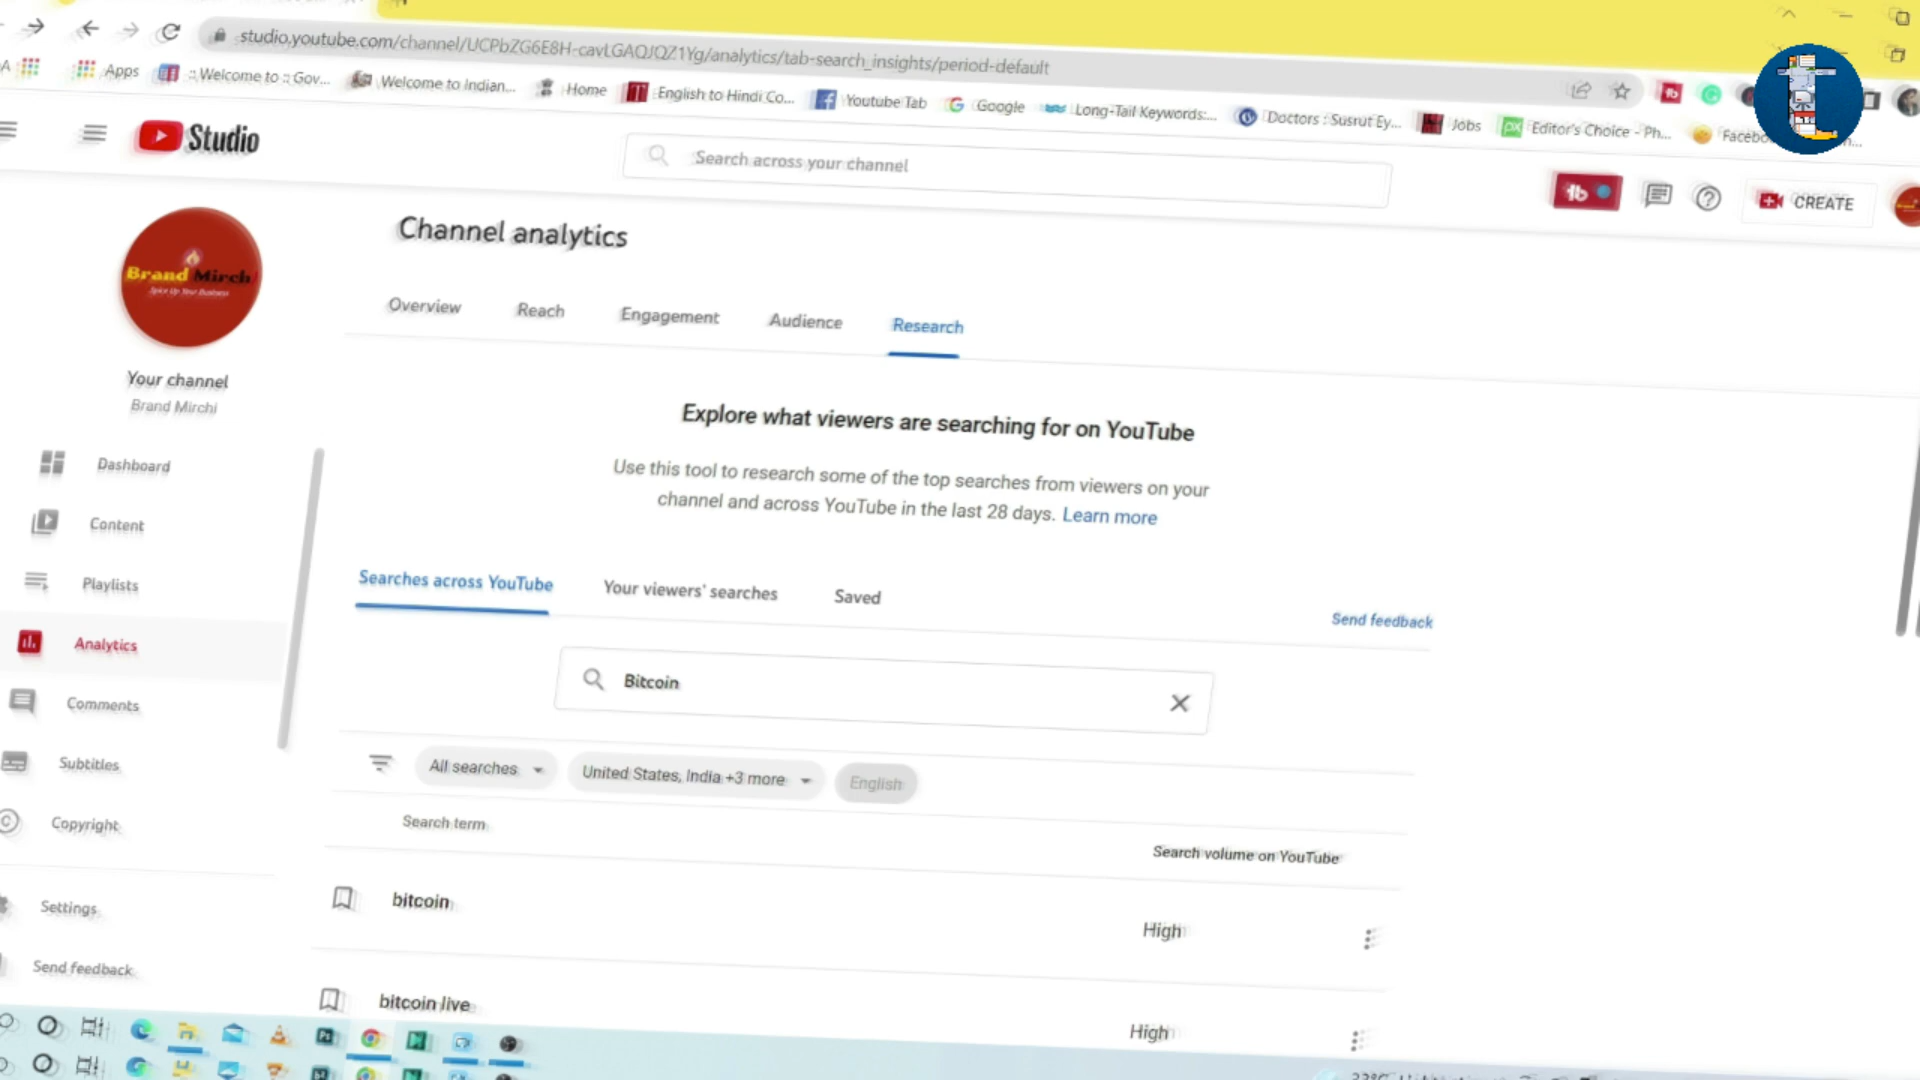 studio.youtube.com/channel/UCPbZG6E8H-cavLGAQJQZ1Yg/analytics/tab-search_insights/period-default
Apps
:: Welcome to :: Gov...
Welcome to Indian...
Home
English to Hindi Co...
Youtube Tab
Google
Long-Tail Keywords:...
Doctors : Susrut Ey...
Jobs
Editor's Choice - Ph...
Studio
Search across your channel
CREATE
Brand Mirchi
Spice Up Your Business
Channel analytics
Overview
Reach
Engagement
Audience
Research
Your channel
Brand Mirchi
Explore what viewers are searching for on YouTube
Use this tool to research some of the top searches from viewers on your
channel and across YouTube in the last 28 days. Learn more
Dashboard
Content
Playlists
Analytics
Comments
Subtitles
Copyright
Settings
Send feedback
Searches across YouTube
Your viewers' searches
Saved
Send feedback
Bitcoin
All searches
United States, India +3 more
English
Search term
Search volume on YouTube
bitcoin
High
bitcoin live
High